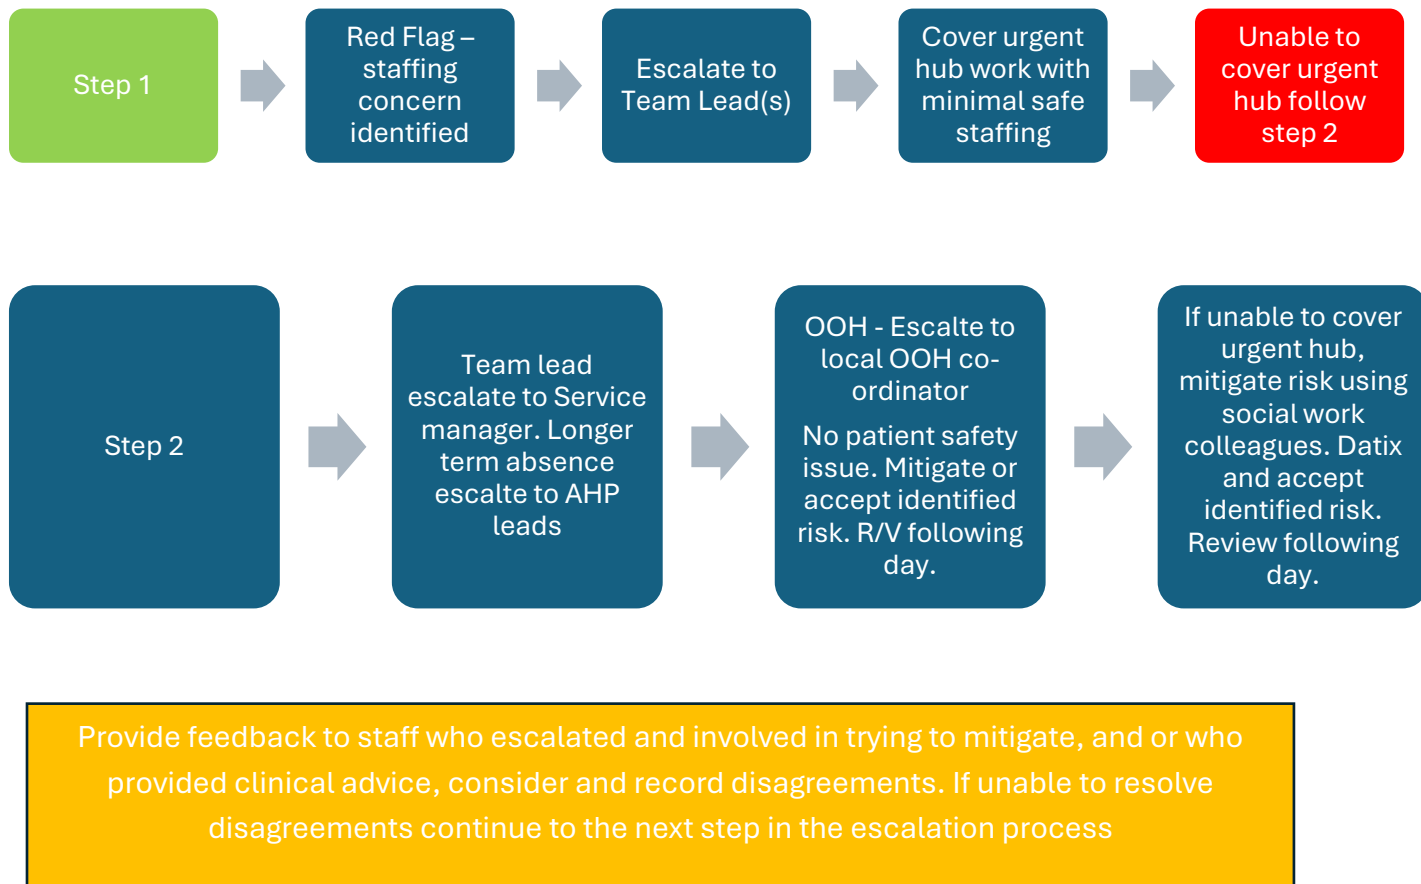 Step 1
Red Flag –
staffing
concern
identified
Escalate to
Team Lead(s)
Cover urgent
hub work with
minimal safe
staffing
Unable to
cover urgent
hub follow
step 2
Step 2
Team lead
escalate to Service
manager. Longer
term absence
escalte to AHP
leads
OOH - Escalte to
local OOH co-
ordinator
No patient safety
issue. Mitigate or
accept identified
risk. R/V following
day.
If unable to cover
urgent hub,
mitigate risk using
social work
colleagues. Datix
and accept
identified risk.
Review following
day.
Provide feedback to staff who escalated and involved in trying to mitigate, and or who
provided clinical advice, consider and record disagreements. If unable to resolve
disagreements continue to the next step in the escalation process